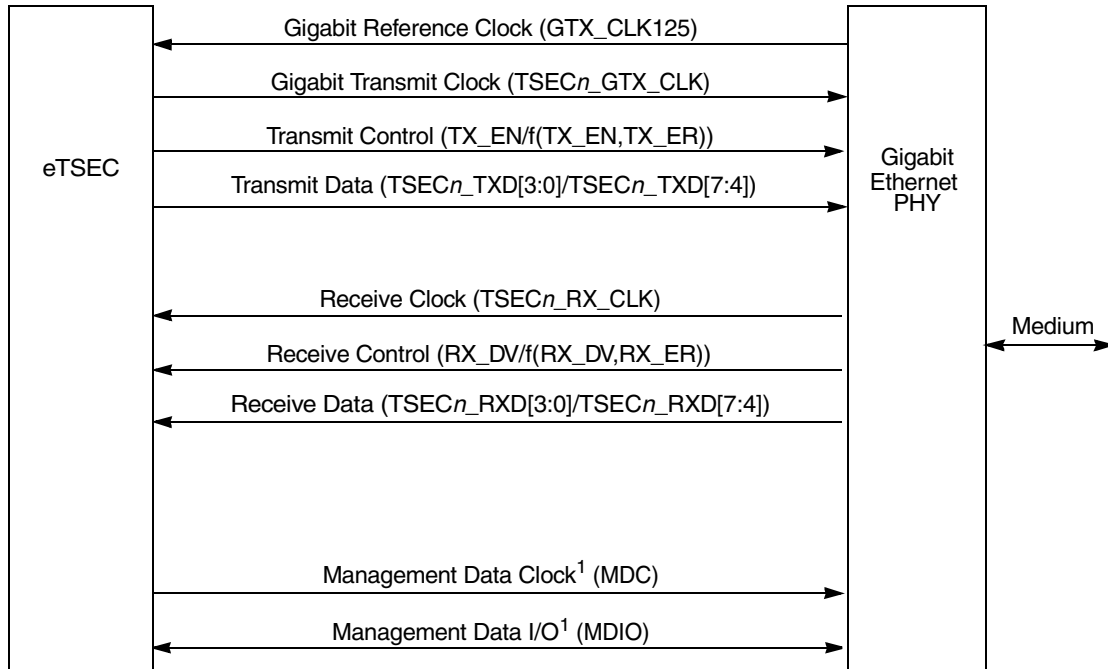 Gigabit Reference Clock (GTX_CLK125)
Gigabit Transmit Clock (TSECn_GTX_CLK)
Transmit Control (TX_EN/f(TX_EN,TX_ER))
eTSEC
Transmit Data (TSECn_TXD[3:0]/TSECn_TXD[7:4])
Gigabit
Ethernet
PHY
Receive Clock (TSECn_RX_CLK)
Medium
Receive Control (RX_DV/f(RX_DV,RX_ER))
Receive Data (TSECn_RXD[3:0]/TSECn_RXD[7:4])
Management Data Clock¹ (MDC)
Management Data I/O¹ (MDIO)